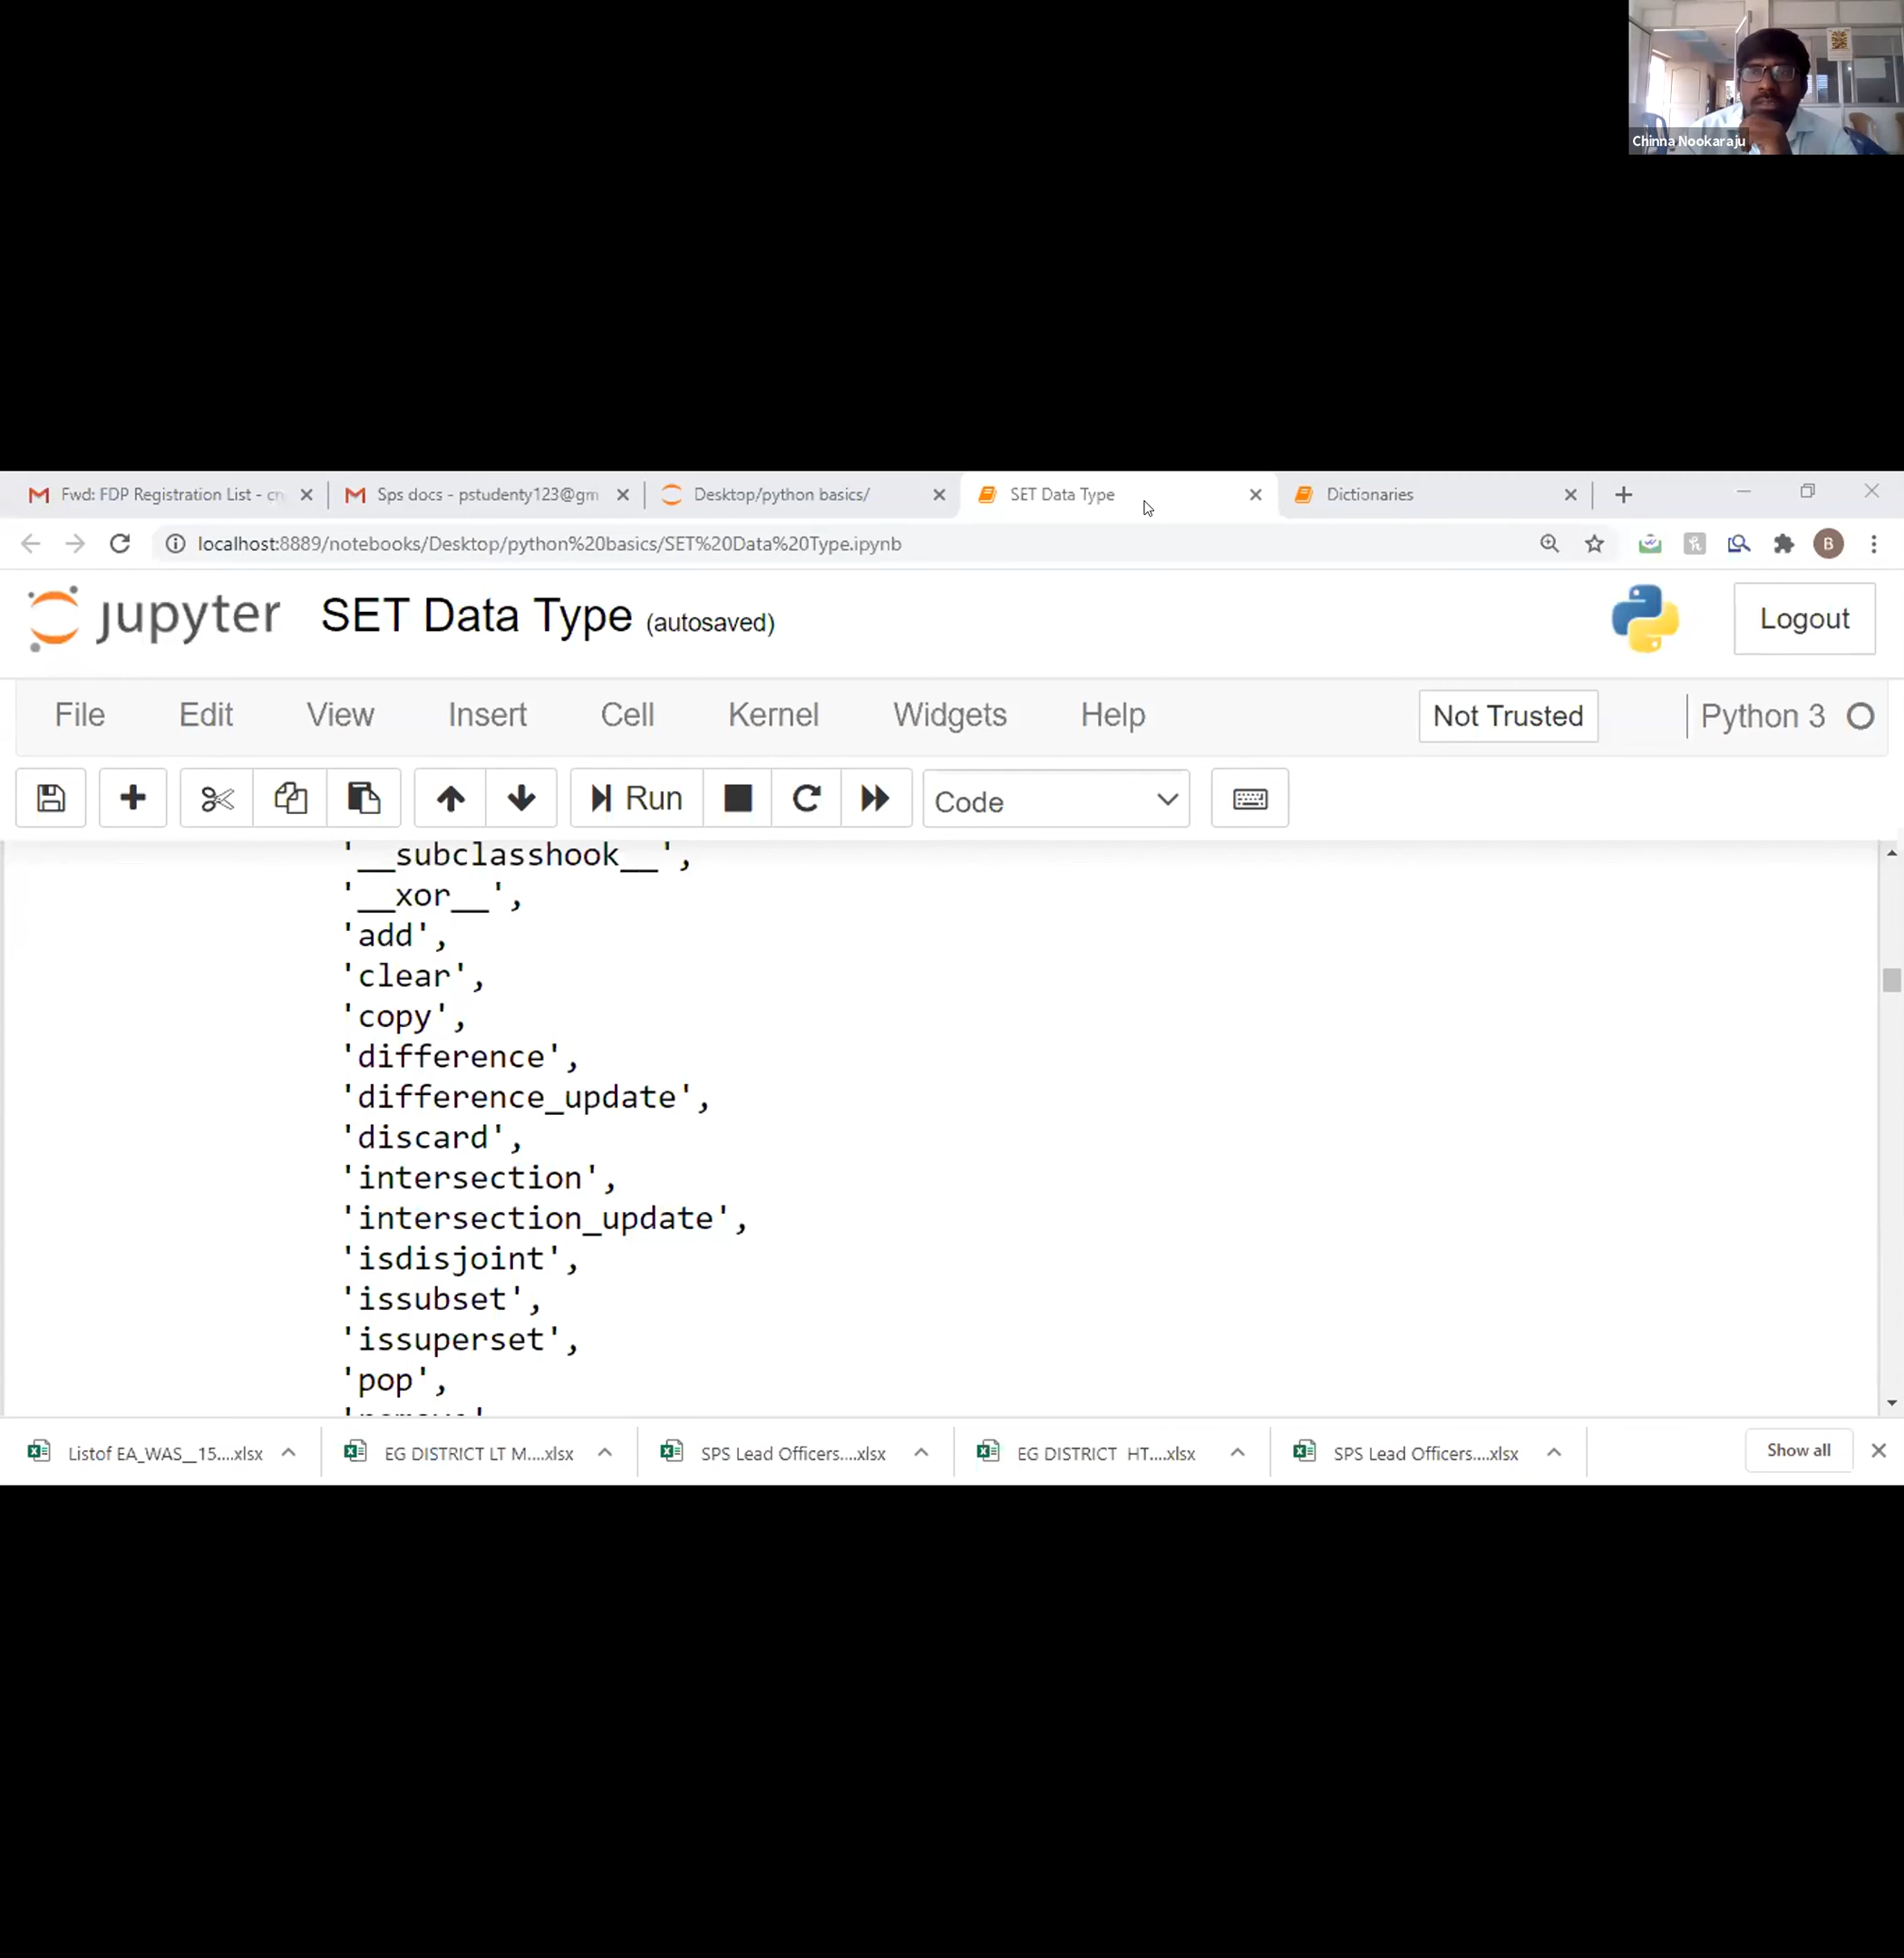 Chinna Nookaraju
Fwd: FDP Registration List - cn
Sps docs - pstudenty123@gm
Desktop/python basics/
SET Data Type
Dictionaries
localhost:8889/notebooks/Desktop/python%20basics/SET%20Data%20Type.ipynb
B
jupyter SET Data Type (autosaved)
Logout
File Edit View Insert Cell Kernel Widgets Help
Not Trusted
Python 3
Run
Code
'__subclasshook__',
'__xor__',
'add',
'clear',
'copy',
'difference',
'difference_update',
'discard',
'intersection',
'intersection_update',
'isdisjoint',
'issubset',
'issuperset',
'pop',
Listof EA_WAS__15....xlsx
EG DISTRICT LT M....xlsx
SPS Lead Officers....xlsx
EG DISTRICT HT....xlsx
SPS Lead Officers....xlsx
Show all